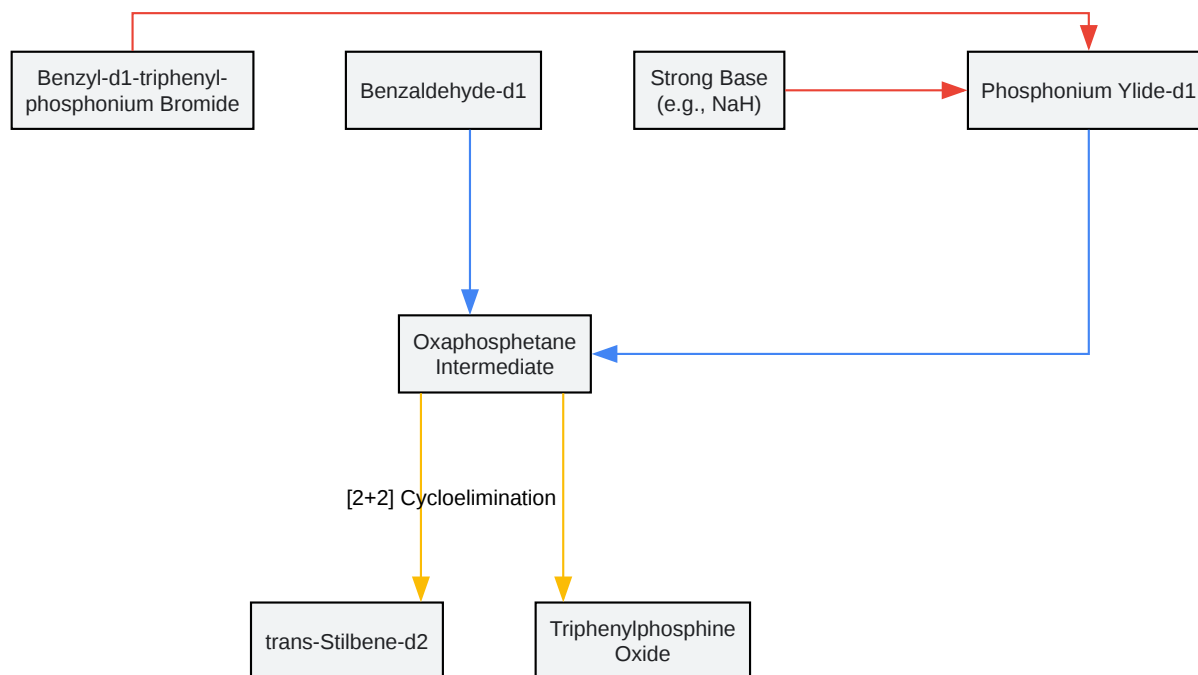 Benzyl-d1-triphenyl-
phosphonium Bromide
Benzaldehyde-d1
Strong Base
(e.g., NaH)
Phosphonium Ylide-d1
Oxaphosphetane
Intermediate
[2+2] Cycloelimination
trans-Stilbene-d2
Triphenylphosphine
Oxide